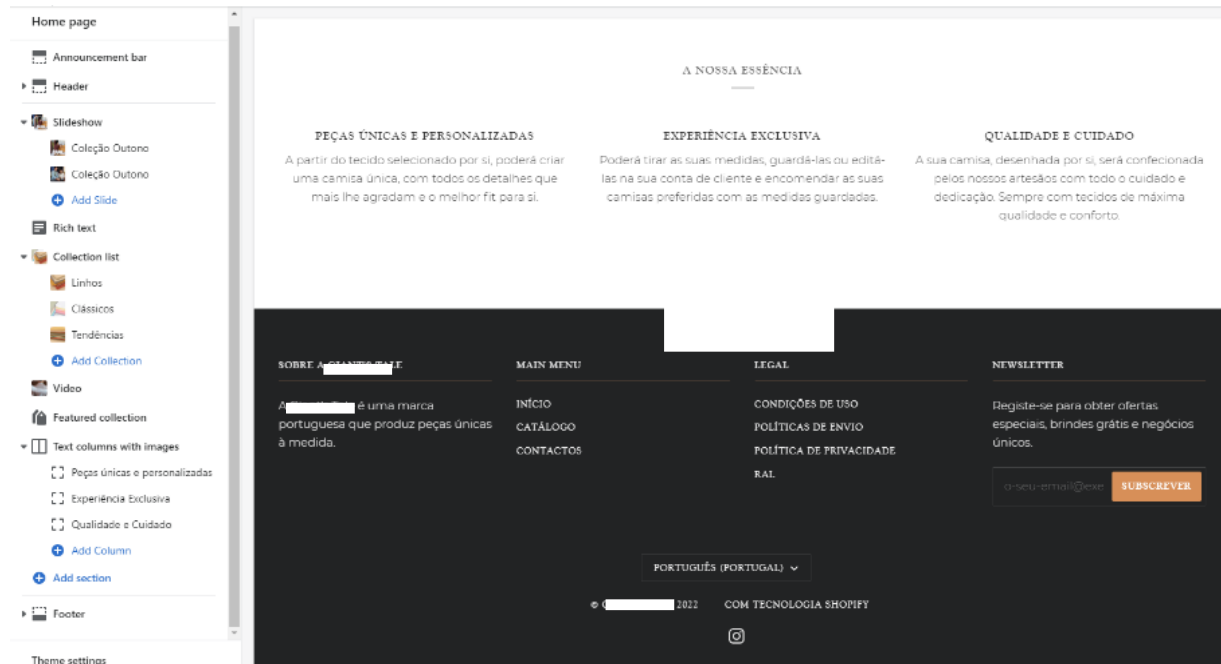 Home page
Announcement bar
Header
Slideshow
Coleção Outono
Coleção Outono
Add Slide
Rich text
Collection list
Linhos
Clássicos
Tendências
Add Collection
Video
Featured collection
Text columns with images
Peças únicas e personalizadas
Experiência Exclusiva
Qualidade e Cuidado
Add Column
Add section
Footer
Theme settings
A NOSSA ESSÊNCIA
PEÇAS ÚNICAS E PERSONALIZADAS
A partir do tecido selecionado por si, poderá criar
uma camisa única, com todos os detalhes que
mais lhe agradam e o melhor fit para si.
EXPERIÊNCIA EXCLUSIVA
Poderá tirar as suas medidas, guardá-las ou editá-
las na sua conta de cliente e encomendar as suas
camisas preferidas com as medidas guardadas.
QUALIDADE E CUIDADO
A sua camisa, desenhada por si, será confecionada
pelos nossos artesãos com todo o cuidado e
dedicação. Sempre com tecidos de máxima
qualidade e conforto.
SOBRE A
A é uma marca
portuguesa que produz peças únicas
à medida.
MAIN MENU
INÍCIO
CATÁLOGO
CONTACTOS
LEGAL
CONDIÇÕES DE USO
POLÍTICAS DE ENVIO
POLÍTICA DE PRIVACIDADE
RAL
NEWSLETTER
Registe-se para obter ofertas
especiais, brindes grátis e negócios
únicos.
o-seu-email@exe SUBSCREVER
PORTUGUÊS (PORTUGAL)
© 2022 COM TECNOLOGIA SHOPIFY